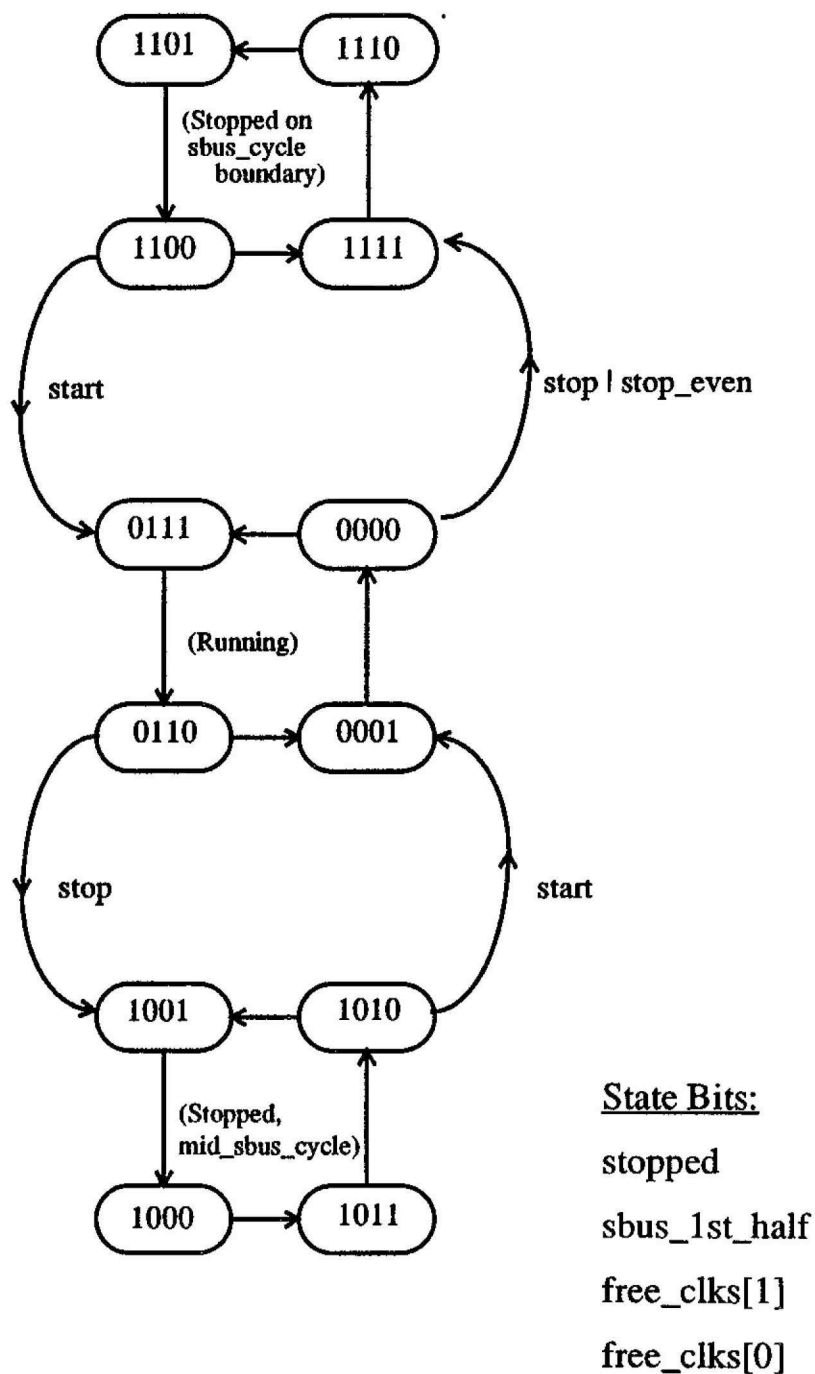 1101 1110
(Stopped on
sbus_cycle
boundary)
1100 1111
start
stop | stop_even
0111 0000
(Running)
0110 0001
stop
start
1001 1010
(Stopped,
mid_sbus_cycle)
1000 1011
State Bits:
stopped
sbus_1st_half
free_clks[1]
free_clks[0]